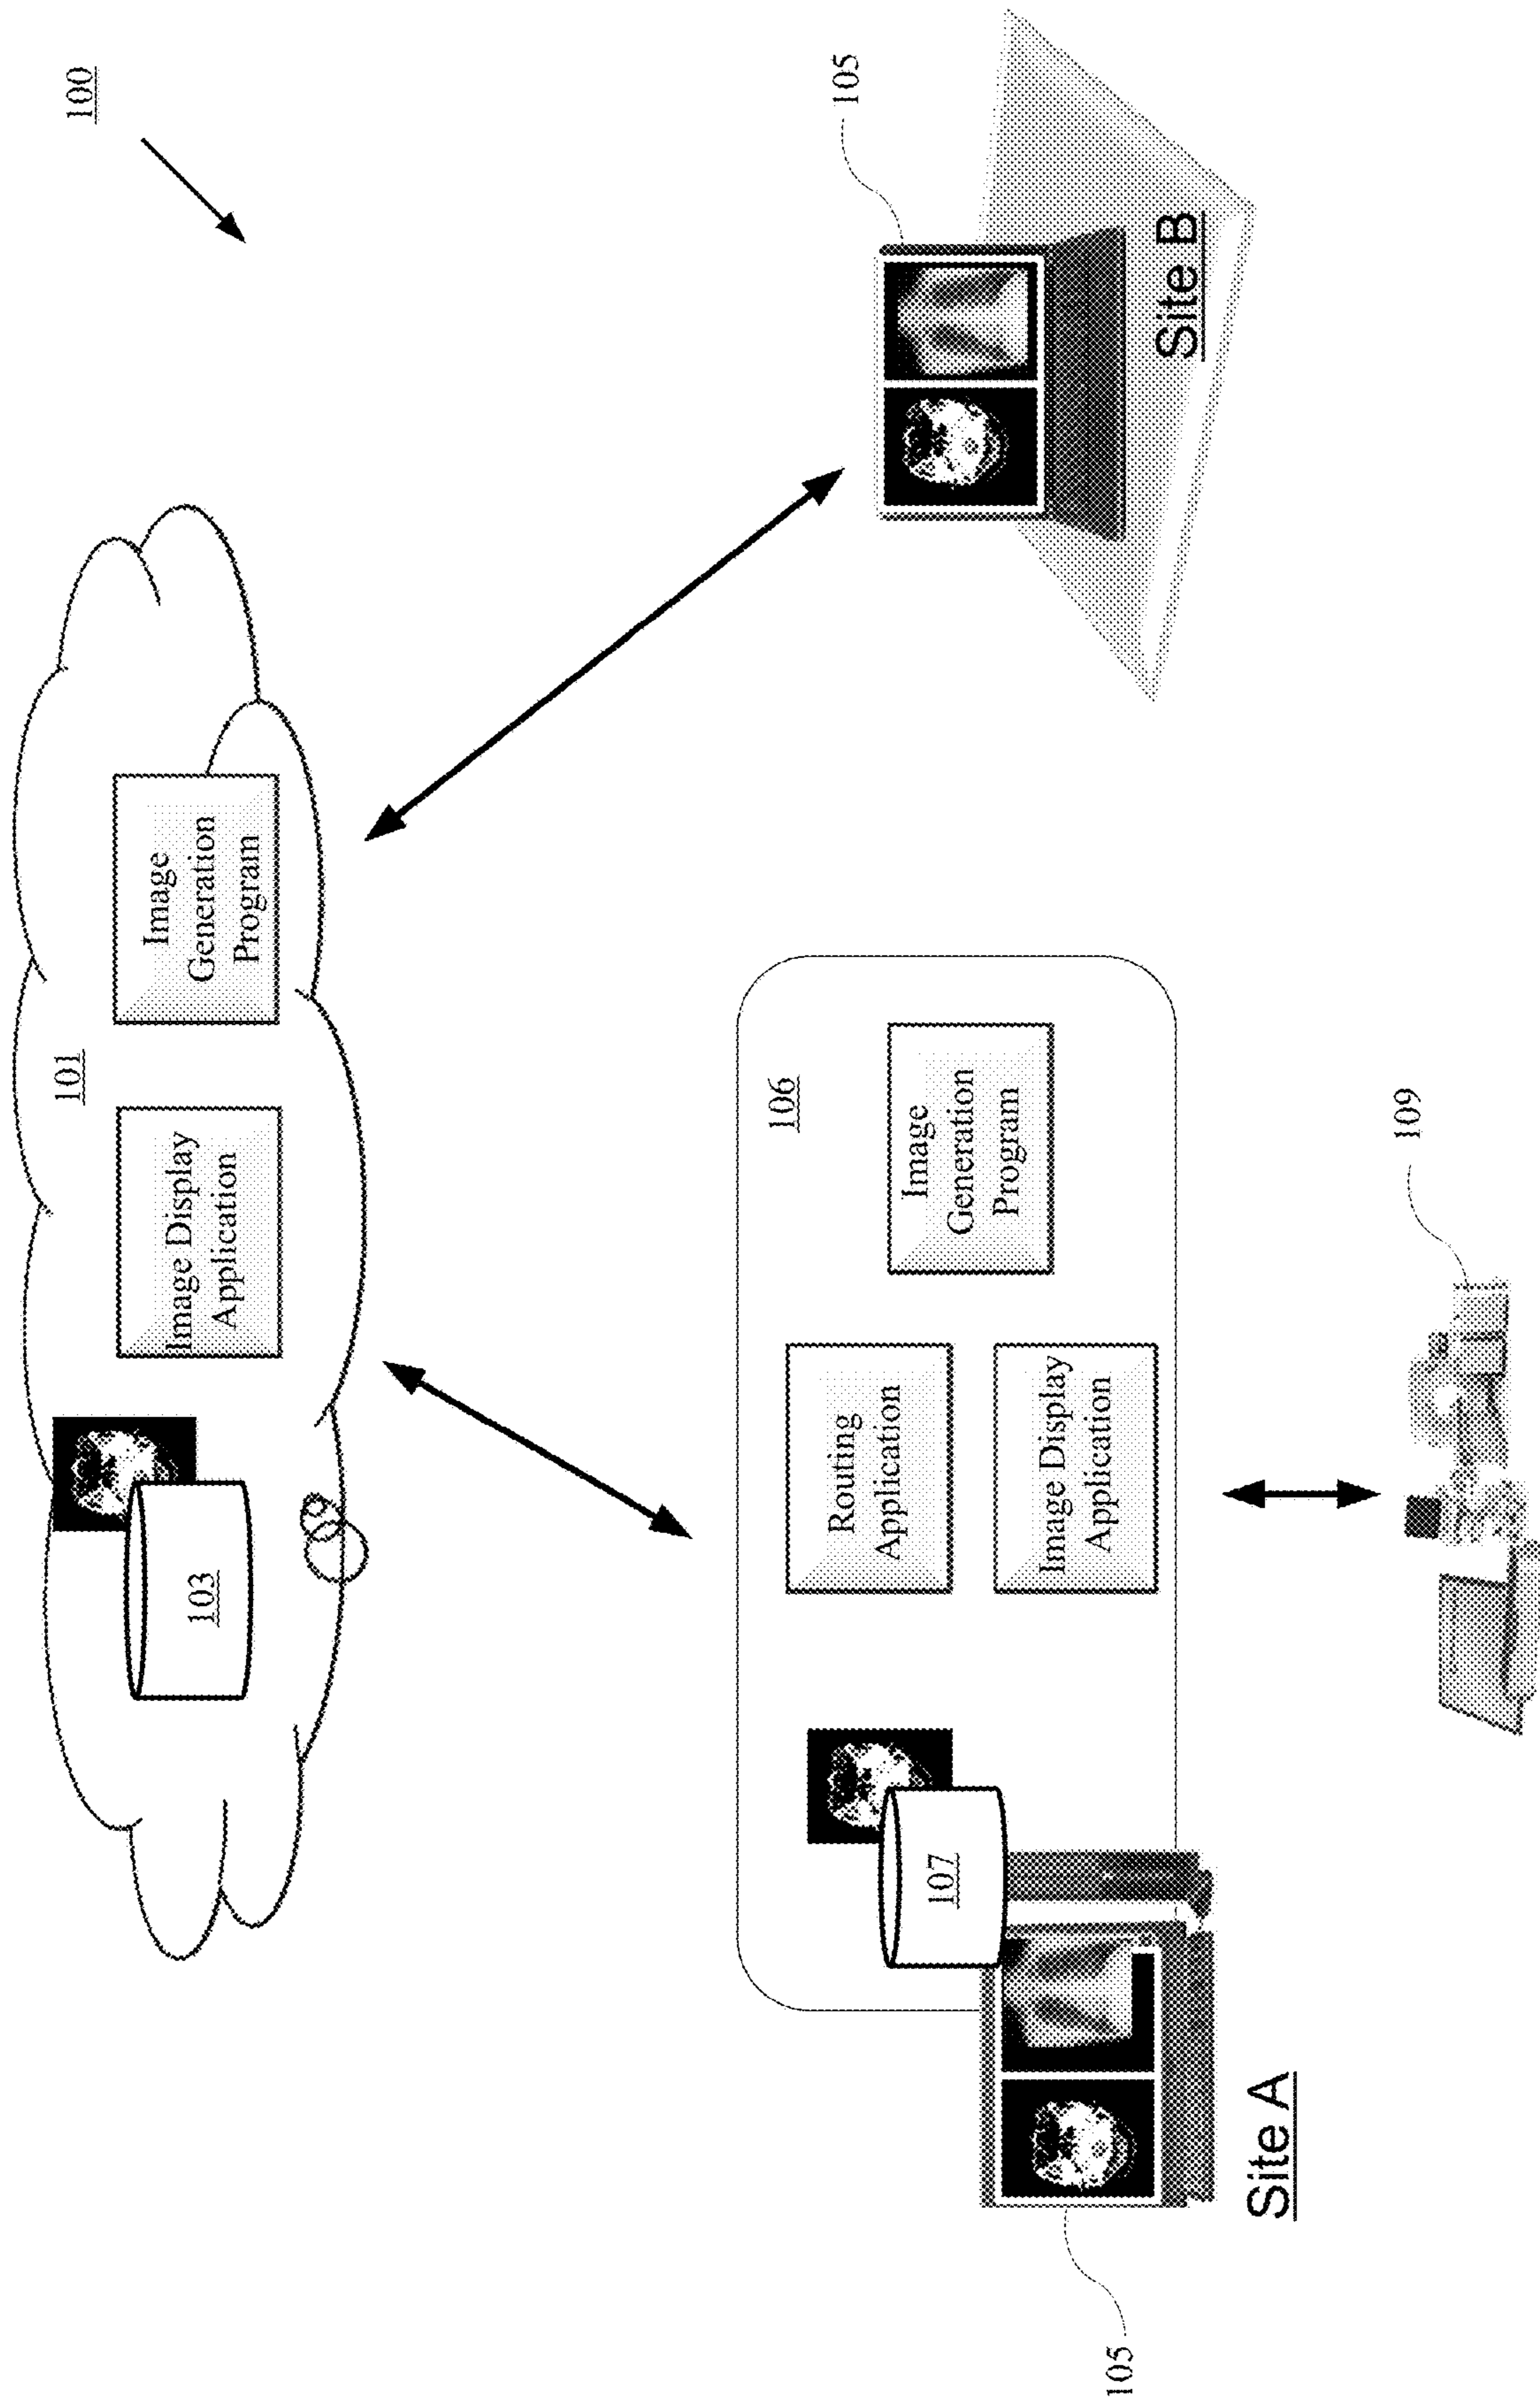 100
101
103
Image Display
Application
Image
Generation
Program
105
Site B
106
107
Routing
Application
Image Display
Application
Image
Generation
Program
105
Site A
109